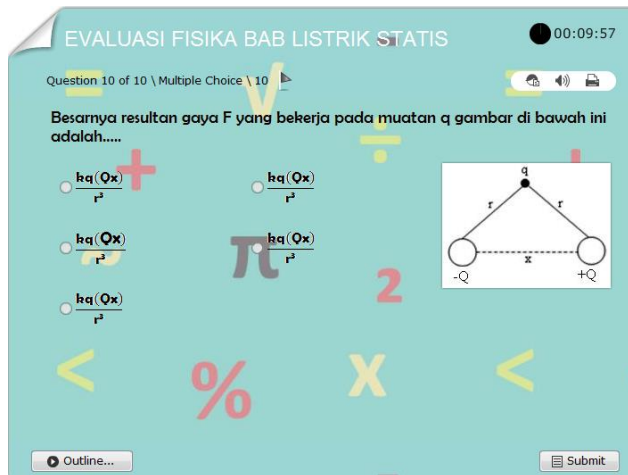 EVALUASI FISIKA BAB LISTRIK STATIS
00:09:57
Question 10 of 10 \ Multiple Choice \ 10
Besarnya resultan gaya F yang bekerja pada muatan q gambar di bawah ini
adalah.....
kq(Qx)
r³
kq(Qx)
r³
kq(Qx)
r³
kq(Qx)
r³
kq(Qx)
r³
q
r
r
x
-Q
+Q
Outline...
Submit